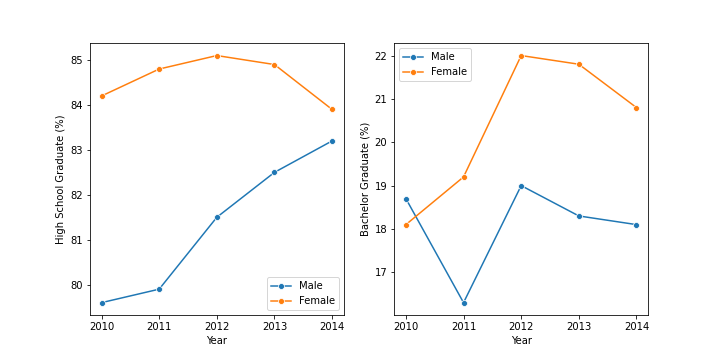 85
84
83
82
81
80
High School Graduate (%)
Male
Female
2010 2011 2012 2013 2014
Year
22
21
20
19
18
17
Bachelor Graduate (%)
Male
Female
2010 2011 2012 2013 2014
Year